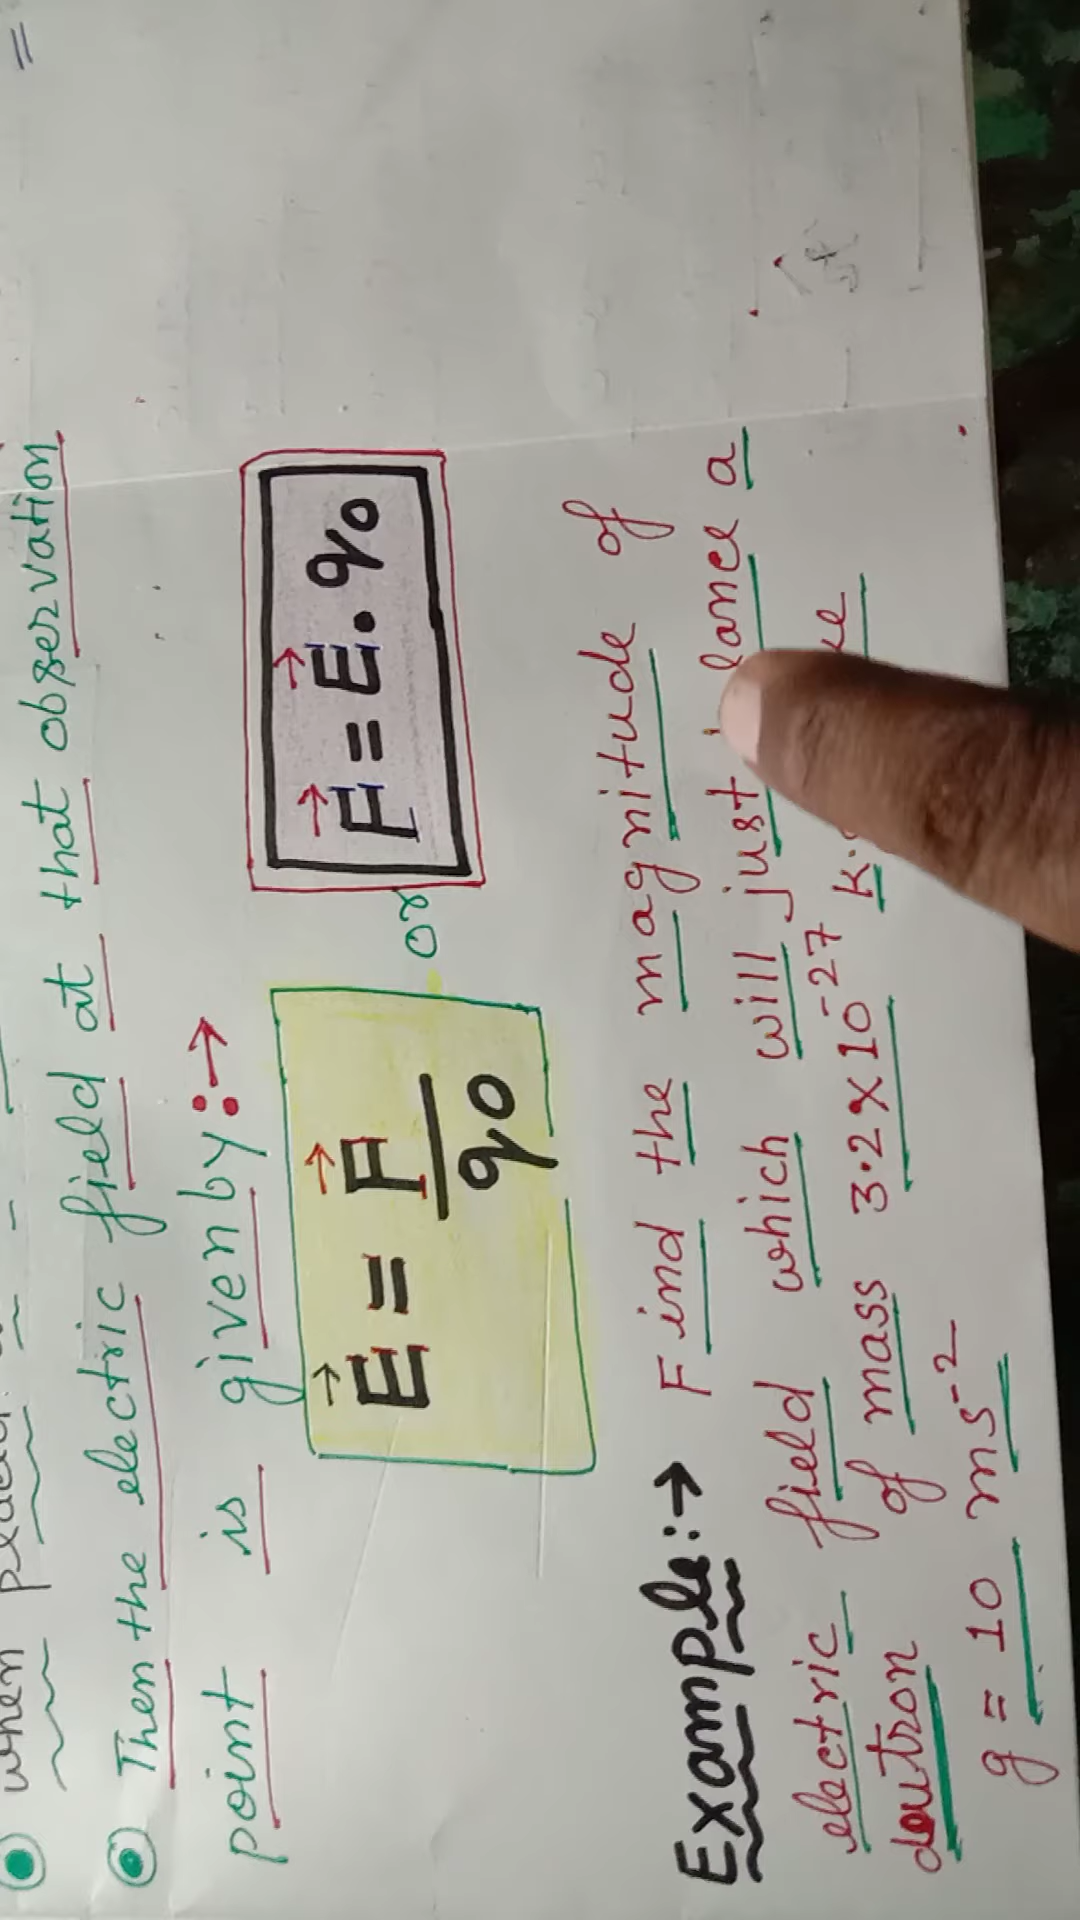 when
Then the electric field at that observation
point is given by :→
E = F / q0 or F = E . q0
Example :→ Find the magnitude of
electric field which will just a
deutron of mass 3.2 × 10⁻²⁷
g = 10 ms⁻²